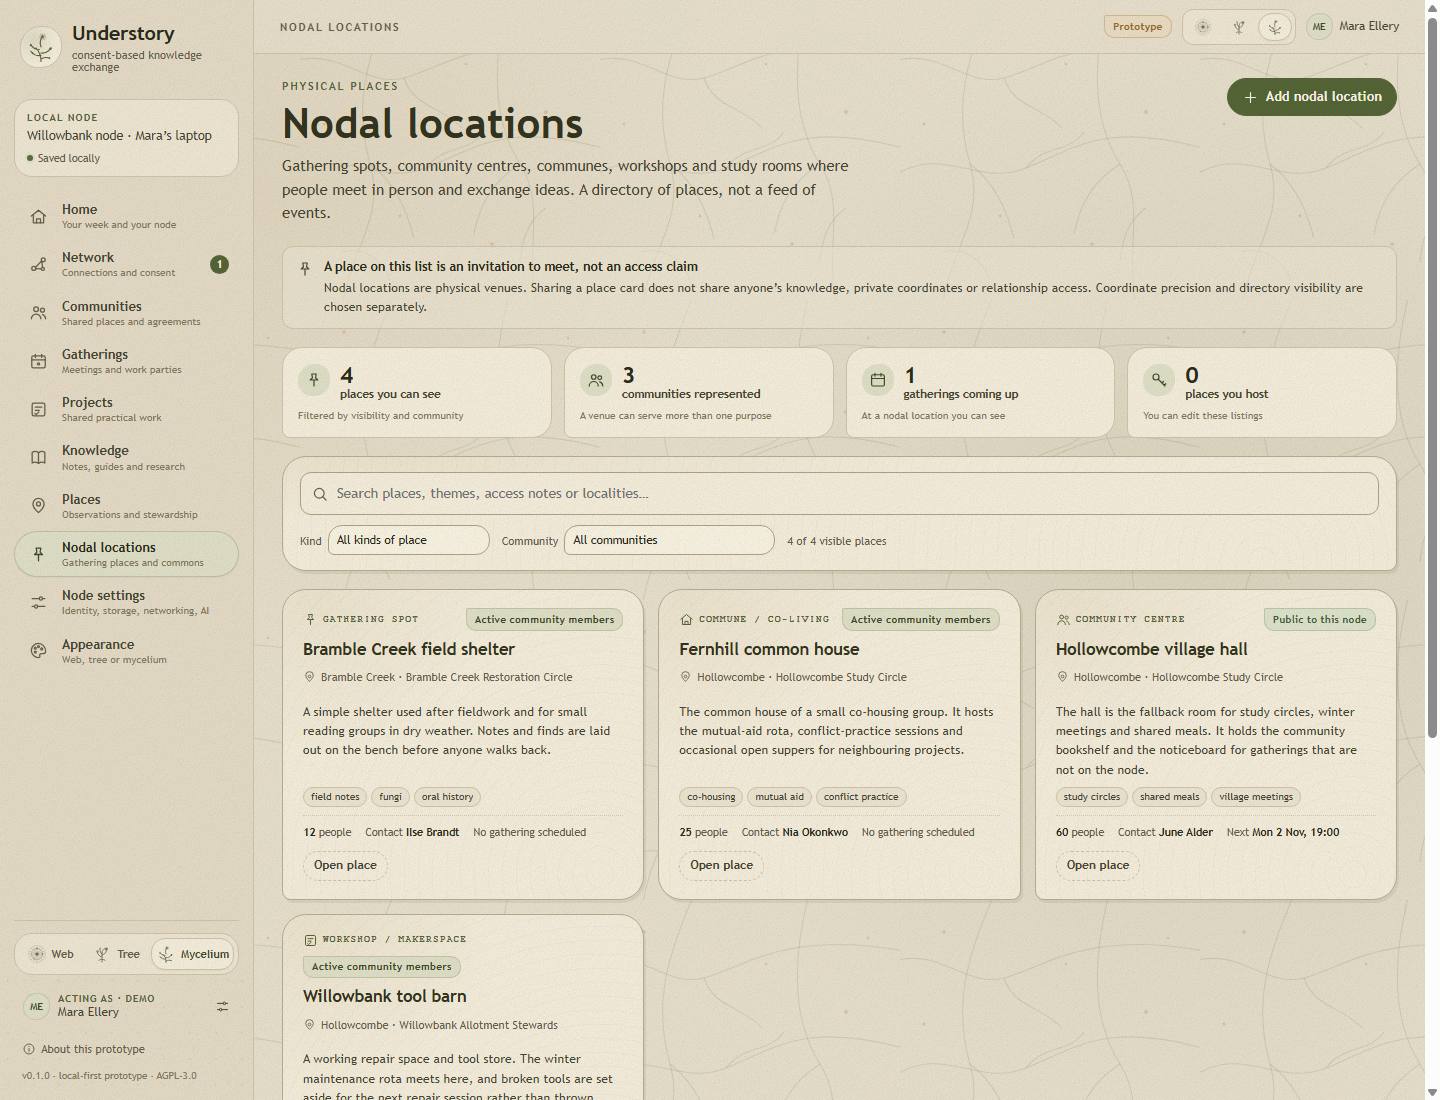 Understory
consent-based knowledge
exchange
LOCAL NODE
Willowbank node · Mara’s laptop
Saved locally
Home
Your week and your node
Network
Connections and consent
1
Communities
Shared places and agreements
Gatherings
Meetings and work parties
Projects
Shared practical work
Knowledge
Notes, guides and research
Places
Observations and stewardship
Nodal locations
Gathering places and commons
Node settings
Identity, storage, networking, AI
Appearance
Web, tree or mycelium
Web Tree Mycelium
ME
ACTING AS · DEMO
Mara Ellery
About this prototype
v0.1.0 · local-first prototype · AGPL-3.0
NODAL LOCATIONS
Prototype
ME Mara Ellery
PHYSICAL PLACES
Nodal locations
Gathering spots, community centres, communes, workshops and study rooms where
people meet in person and exchange ideas. A directory of places, not a feed of
events.
Add nodal location
A place on this list is an invitation to meet, not an access claim
Nodal locations are physical venues. Sharing a place card does not share anyone’s knowledge, private coordinates or relationship access. Coordinate precision and directory visibility are
chosen separately.
4
places you can see
Filtered by visibility and community
3
communities represented
A venue can serve more than one purpose
1
gatherings coming up
At a nodal location you can see
0
places you host
You can edit these listings
Search places, themes, access notes or localities…
Kind All kinds of place Community All communities 4 of 4 visible places
GATHERING SPOT Active community members
Bramble Creek field shelter
Bramble Creek · Bramble Creek Restoration Circle
A simple shelter used after fieldwork and for small
reading groups in dry weather. Notes and finds are laid
out on the bench before anyone walks back.
field notes fungi oral history
12 people Contact Ilse Brandt No gathering scheduled
Open place
COMMUNE / CO-LIVING Active community members
Fernhill common house
Hollowcombe · Hollowcombe Study Circle
The common house of a small co-housing group. It hosts
the mutual-aid rota, conflict-practice sessions and
occasional open suppers for neighbouring projects.
co-housing mutual aid conflict practice
25 people Contact Nia Okonkwo No gathering scheduled
Open place
COMMUNITY CENTRE Public to this node
Hollowcombe village hall
Hollowcombe · Hollowcombe Study Circle
The hall is the fallback room for study circles, winter
meetings and shared meals. It holds the community
bookshelf and the noticeboard for gatherings that are
not on the node.
study circles shared meals village meetings
60 people Contact June Alder Next Mon 2 Nov, 19:00
Open place
WORKSHOP / MAKERSPACE
Active community members
Willowbank tool barn
Hollowcombe · Willowbank Allotment Stewards
A working repair space and tool store. The winter
maintenance rota meets here, and broken tools are set
aside for the next repair session rather than thrown